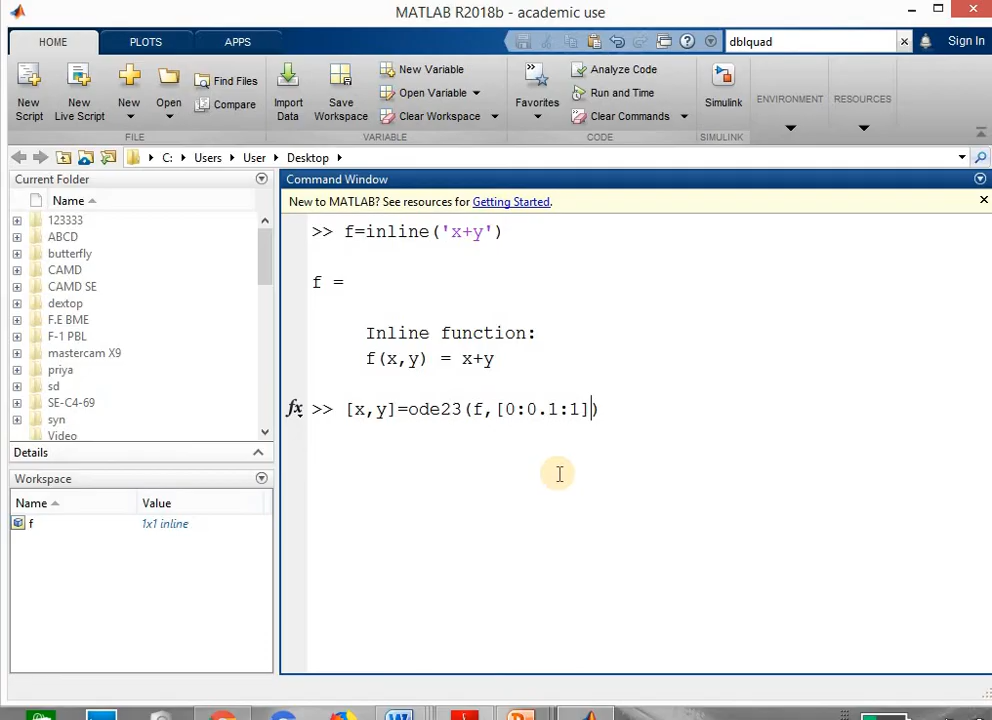 MATLAB R2018b - academic use
HOME PLOTS APPS dblquad Sign In
New Script
New Live Script
New
Open
Find Files
Compare
FILE
Import Data
Save Workspace
New Variable
Open Variable
Clear Workspace
VARIABLE
Favorites
Analyze Code
Run and Time
Clear Commands
CODE
Simulink
SIMULINK
ENVIRONMENT
RESOURCES
C: Users User Desktop
Current Folder
Name
123333
ABCD
butterfly
CAMD
CAMD SE
dextop
F.E BME
F-1 PBL
mastercam X9
priya
sd
SE-C4-69
syn
Video
Details
Workspace
Name Value
f 1x1 inline
Command Window
New to MATLAB? See resources for Getting Started.
>> f=inline('x+y')
f =
Inline function:
f(x,y) = x+y
fx >> [x,y]=ode23(f,[0:0.1:1])